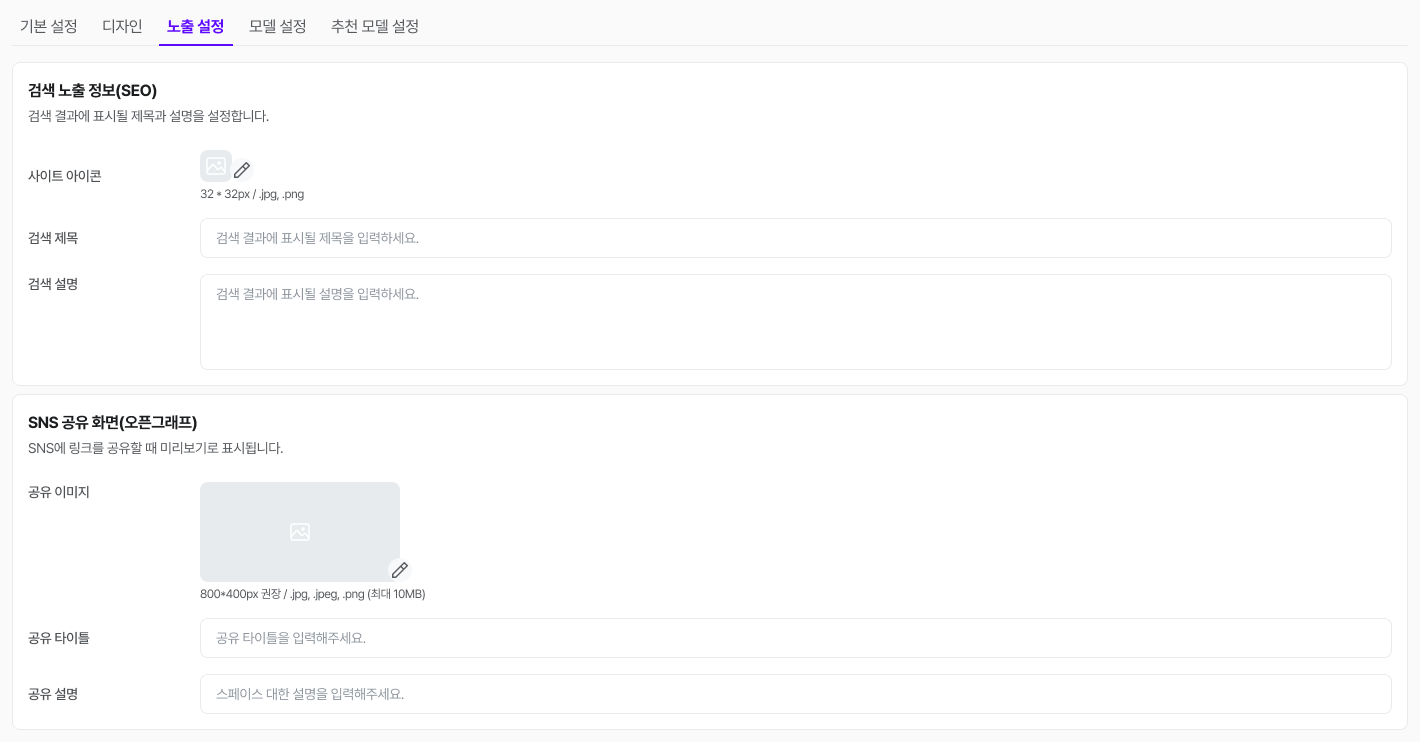 기본 설정 디자인 노출 설정 모델 설정 추천 모델 설정
검색 노출 정보(SEO)
검색 결과에 표시될 제목과 설명을 설정합니다.
사이트 아이콘
32 * 32px / .jpg, .png
검색 제목
검색 결과에 표시될 제목을 입력하세요.
검색 설명
검색 결과에 표시될 설명을 입력하세요.
SNS 공유 화면(오픈그래프)
SNS에 링크를 공유할 때 미리보기로 표시됩니다.
공유 이미지
800*400px 권장 / .jpg, .jpeg, .png (최대 10MB)
공유 타이틀
공유 타이틀을 입력해주세요.
공유 설명
스페이스 대한 설명을 입력해주세요.